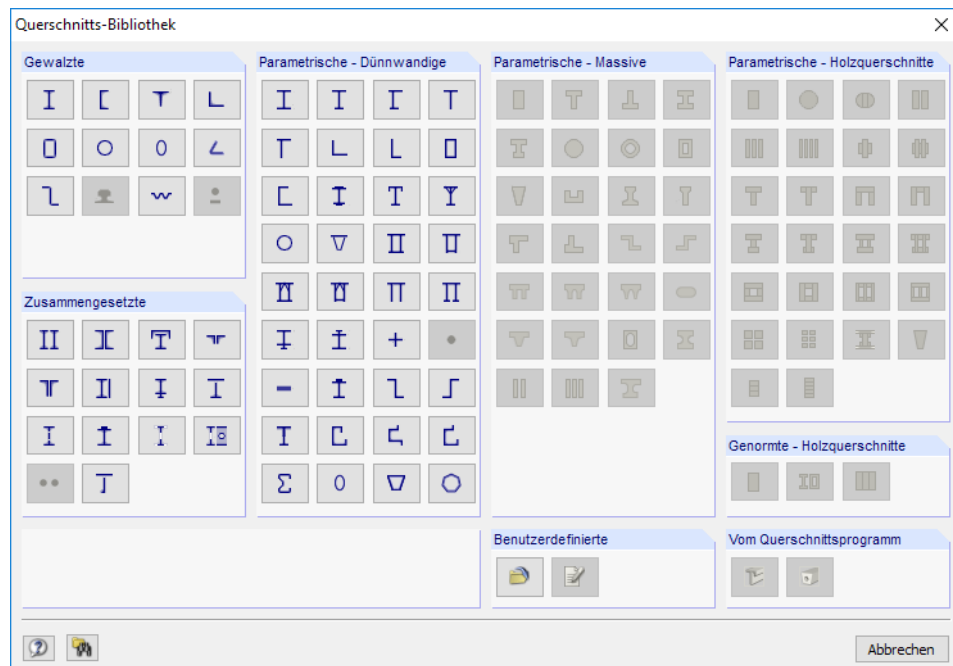 Querschnitts-Bibliothek
Gewalzte
Parametrische - Dünnwandige
Parametrische - Massive
Parametrische - Holzquerschnitte
Zusammengesetzte
Genormte - Holzquerschnitte
Benutzerdefinierte
Vom Querschnittsprogramm
Abbrechen